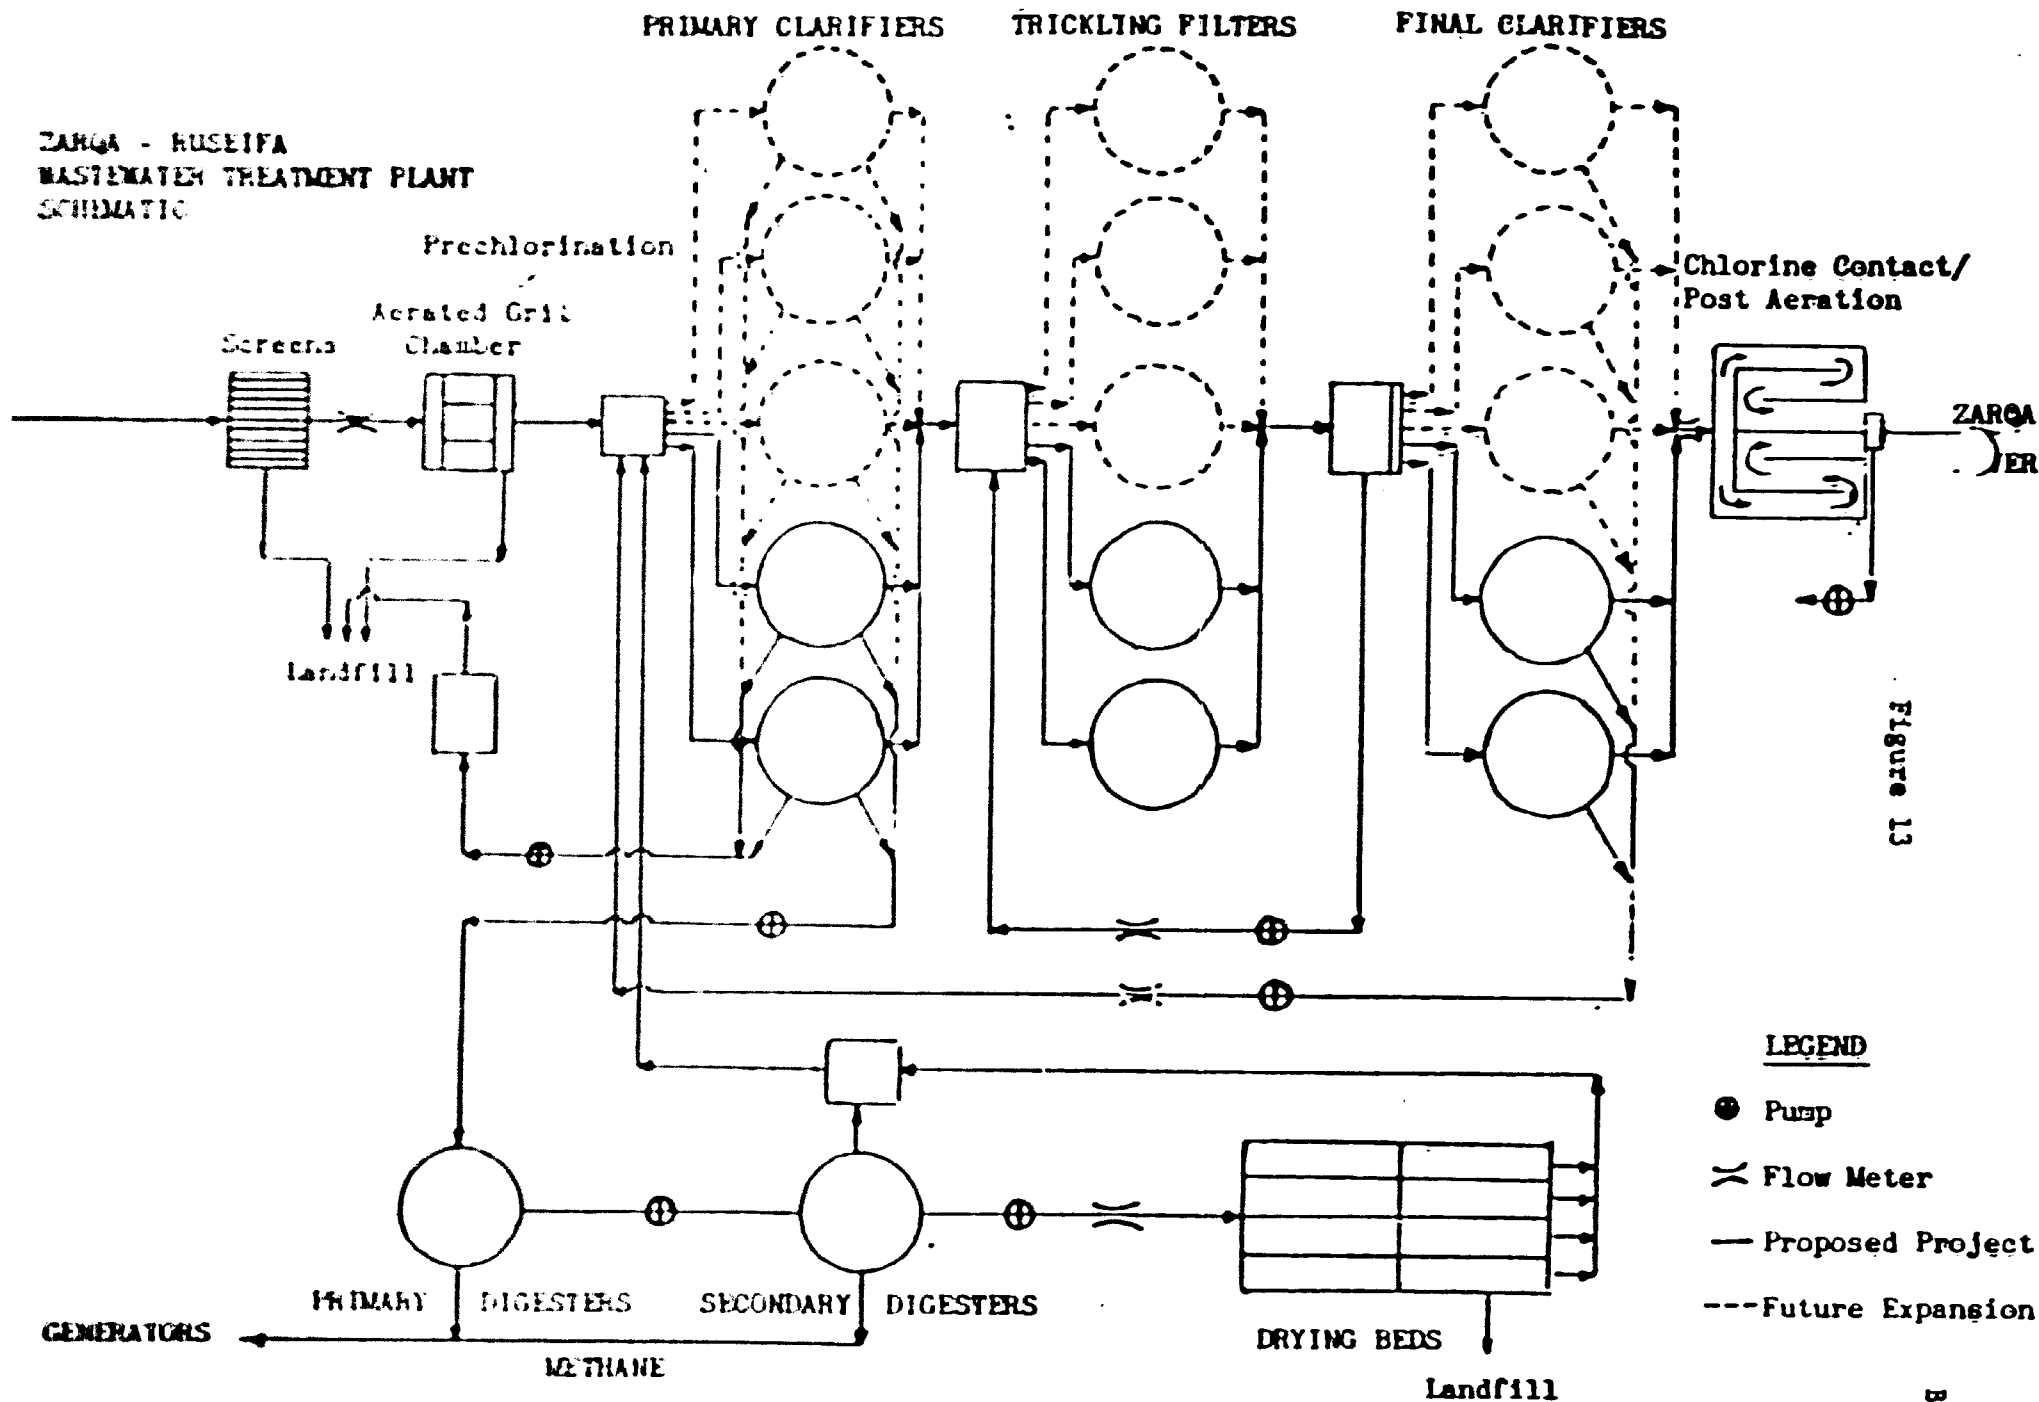 PRIMARY CLARIFIERS
TRICKLING FILTERS
FINAL CLARIFIERS
ZARQA - RUSEIFA
WASTEWATER TREATMENT PLANT
SCHEMATIC
Prechlorination
Aerated Grit
Chamber
Screens
Chlorine Contact/
Post Aeration
ZARQA
Landfill
Figure 13
LEGEND
Pump
Flow Meter
Proposed Project
Future Expansion
PRIMARY DIGESTERS
SECONDARY DIGESTERS
GENERATORS
METHANE
DRYING BEDS
Landfill